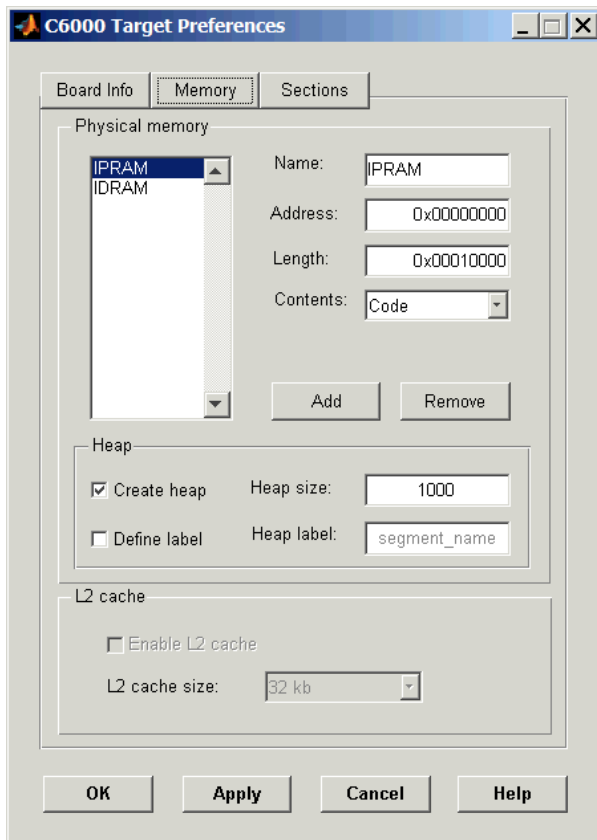 C6000 Target Preferences
Board Info Memory Sections
Physical memory
IPRAM
IDRAM
Name: IPRAM
Address: 0x00000000
Length: 0x00010000
Contents: Code
Add Remove
Heap
Create heap Heap size: 1000
Define label Heap label: segment_name
L2 cache
Enable L2 cache
L2 cache size: 32 kb
OK Apply Cancel Help